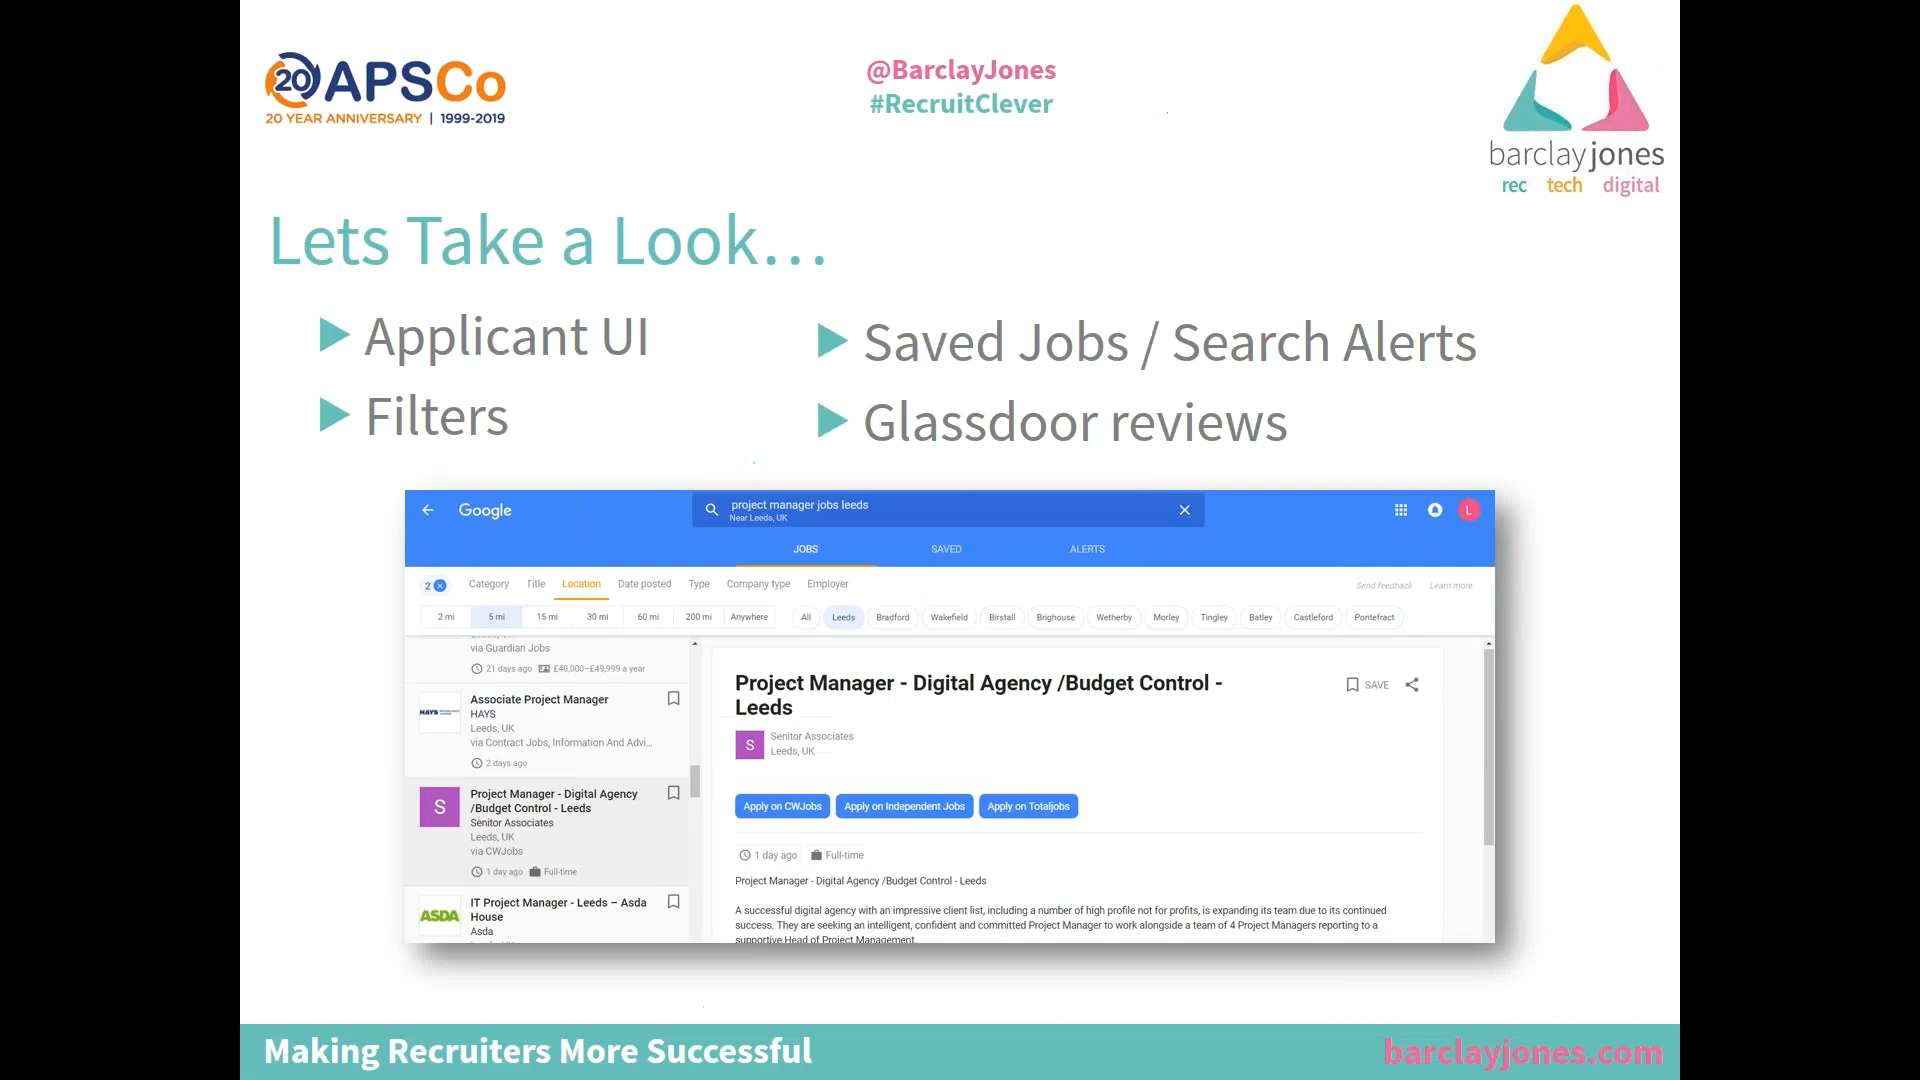 20 APSCo
20 YEAR ANNIVERSARY | 1999-2019
@BarclayJones
#RecruitClever
barclayjones
rec tech digital
Lets Take a Look...
Applicant UI
Filters
Saved Jobs / Search Alerts
Glassdoor reviews
Google
project manager jobs leeds
Near Leeds, UK
L
JOBS SAVED ALERTS
2 Category Title Location Date posted Type Company type Employer Send feedback Learn more
2 mi 5 mi 15 mi 30 mi 60 mi 200 mi Anywhere All Leeds Bradford Wakefield Birstall Brighouse Wetherby Morley Tingley Batley Castleford Pontefract
via Guardian Jobs
21 days ago £40,000–£49,999 a year
HAYS
Associate Project Manager
HAYS
Leeds, UK
via Contract Jobs, Information And Advi...
2 days ago
S
Project Manager - Digital Agency
/Budget Control - Leeds
Senitor Associates
Leeds, UK
via CWJobs
1 day ago Full-time
ASDA
IT Project Manager - Leeds – Asda
House
Asda
Project Manager - Digital Agency /Budget Control -
Leeds
SAVE
S
Senitor Associates
Leeds, UK
Apply on CWJobs Apply on Independent Jobs Apply on Totaljobs
1 day ago Full-time
Project Manager - Digital Agency /Budget Control - Leeds
A successful digital agency with an impressive client list, including a number of high profile not for profits, is expanding its team due to its continued
success. They are seeking an intelligent, confident and committed Project Manager to work alongside a team of 4 Project Managers reporting to a
supportive Head of Project Management.
Making Recruiters More Successful
barclayjones.com